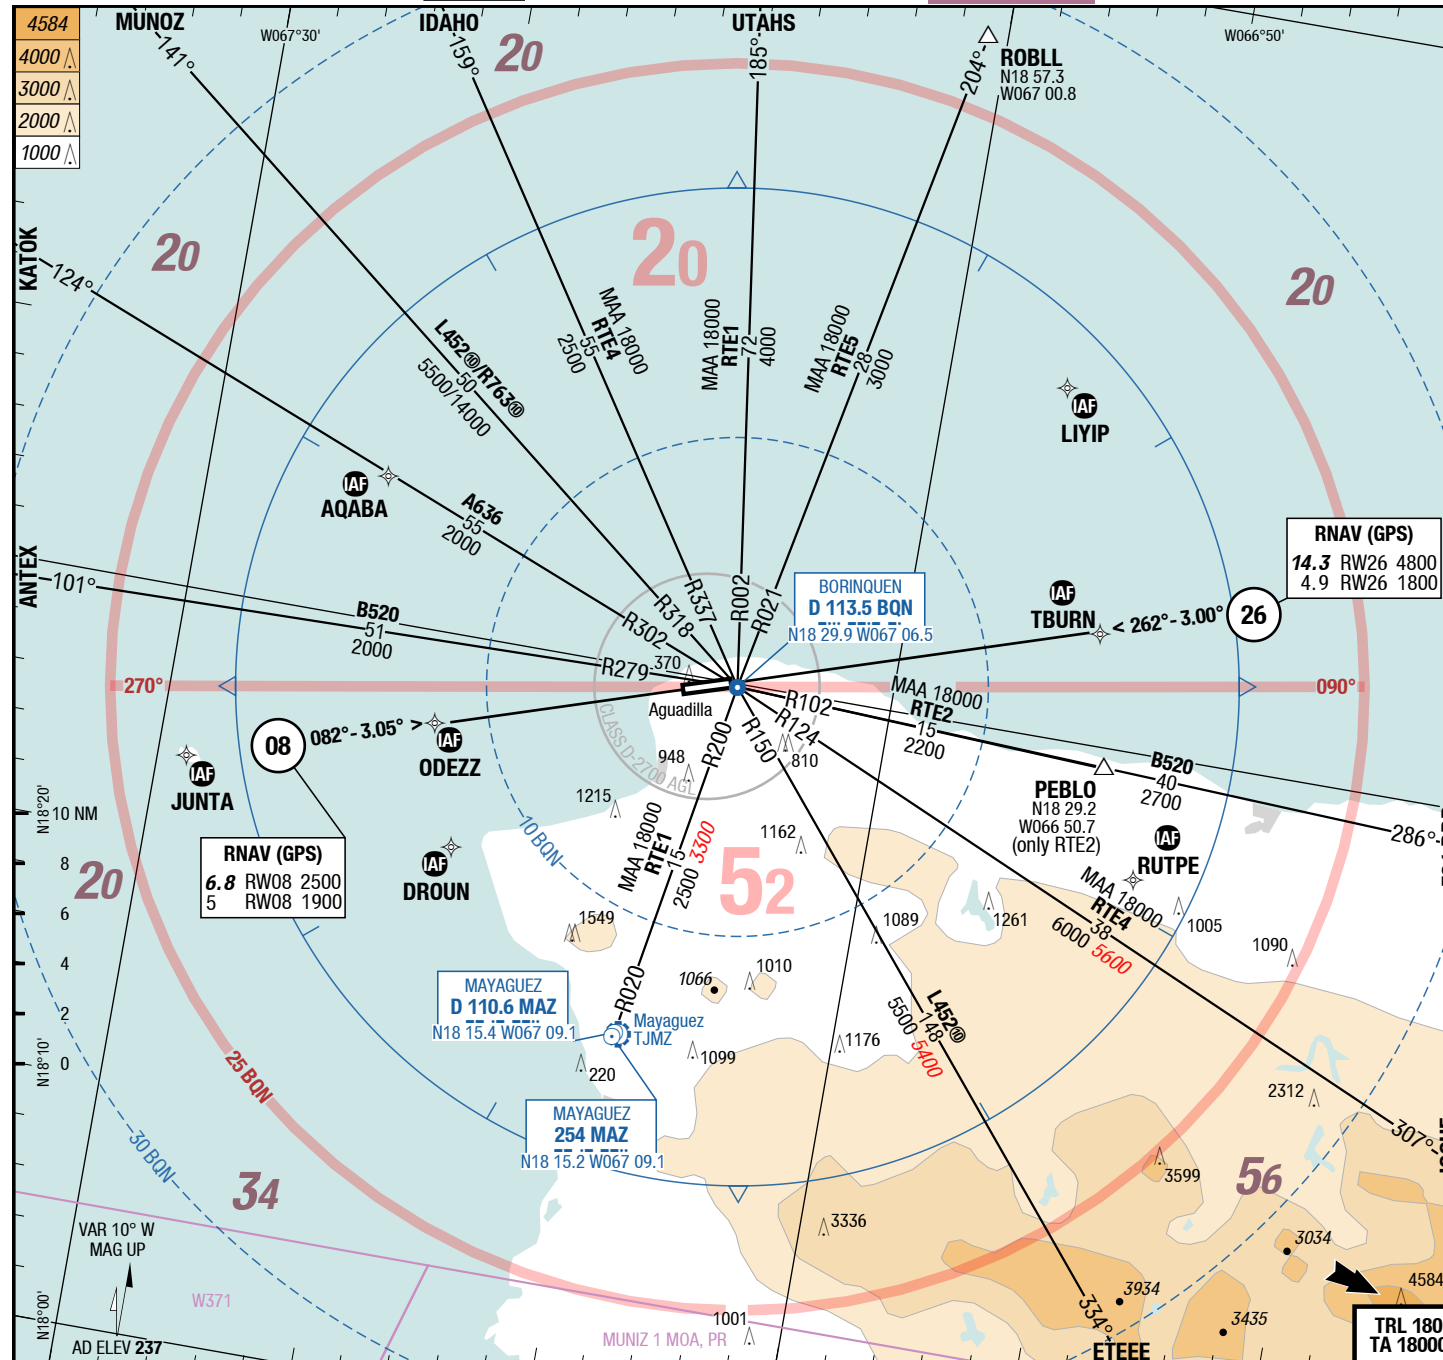 4584
4000
3000
2000
1000
MUNOZ
IDAHO
UTAHS
W067°30'
W066°50'
141°
159°
185°
204°
ROBLL
N18 57.3
W067 00.8
20
20
20
20
KATOK
124°
L452⑩/R763⑩
50
5500/14000
MAA 18000
RTE4
55
2500
MAA 18000
RTE1
72
4000
MAA 18000
RTE5
28
3000
IAF
LIYIP
IAF
AQABA
A636
55
2000
ANTEX
101°
B520
51
2000
R279
R302
R318
R337
R002
R021
370
BORINQUEN
D 113.5 BQN
N18 29.9 W067 06.5
RNAV (GPS)
14.3 RW26 4800
4.9 RW26 1800
IAF
TBURN
< 262°- 3.00°
26
270°
090°
Aguadilla
CLASS D-2700 AGL
08
082°- 3.05° >
IAF
ODEZZ
IAF
JUNTA
R102
R124
R150
R200
MAA 18000
RTE2
15
2200
B520
40
2700
286°
PEBLO
N18 29.2
W066 50.7
(only RTE2)
IAF
RUTPE
948
810
1215
1162
N18°20'
10 NM
8
6
4
2
0
N18°10'
RNAV (GPS)
6.8 RW08 2500
5 RW08 1900
IAF
DROUN
10 BQN
MAA 18000
RTE1
15
2500 3300
52
20
MAA 18000
RTE4
38
6000 5600
1549
1089
1261
1005
1090
1066
1010
R020
MAYAGUEZ
D 110.6 MAZ
N18 15.4 W067 09.1
Mayaguez
TJMZ
L452⑩
148
5500 5400
1176
1099
220
MAYAGUEZ
254 MAZ
N18 15.2 W067 09.1
25 BQN
30 BQN
2312
307°
34
56
3599
3336
3034
3934
3435
4584
VAR 10° W
MAG UP
W371
N18°00'
AD ELEV 237
1001
MUNIZ 1 MOA, PR
334°
ETEEE
TRL 180
TA 18000